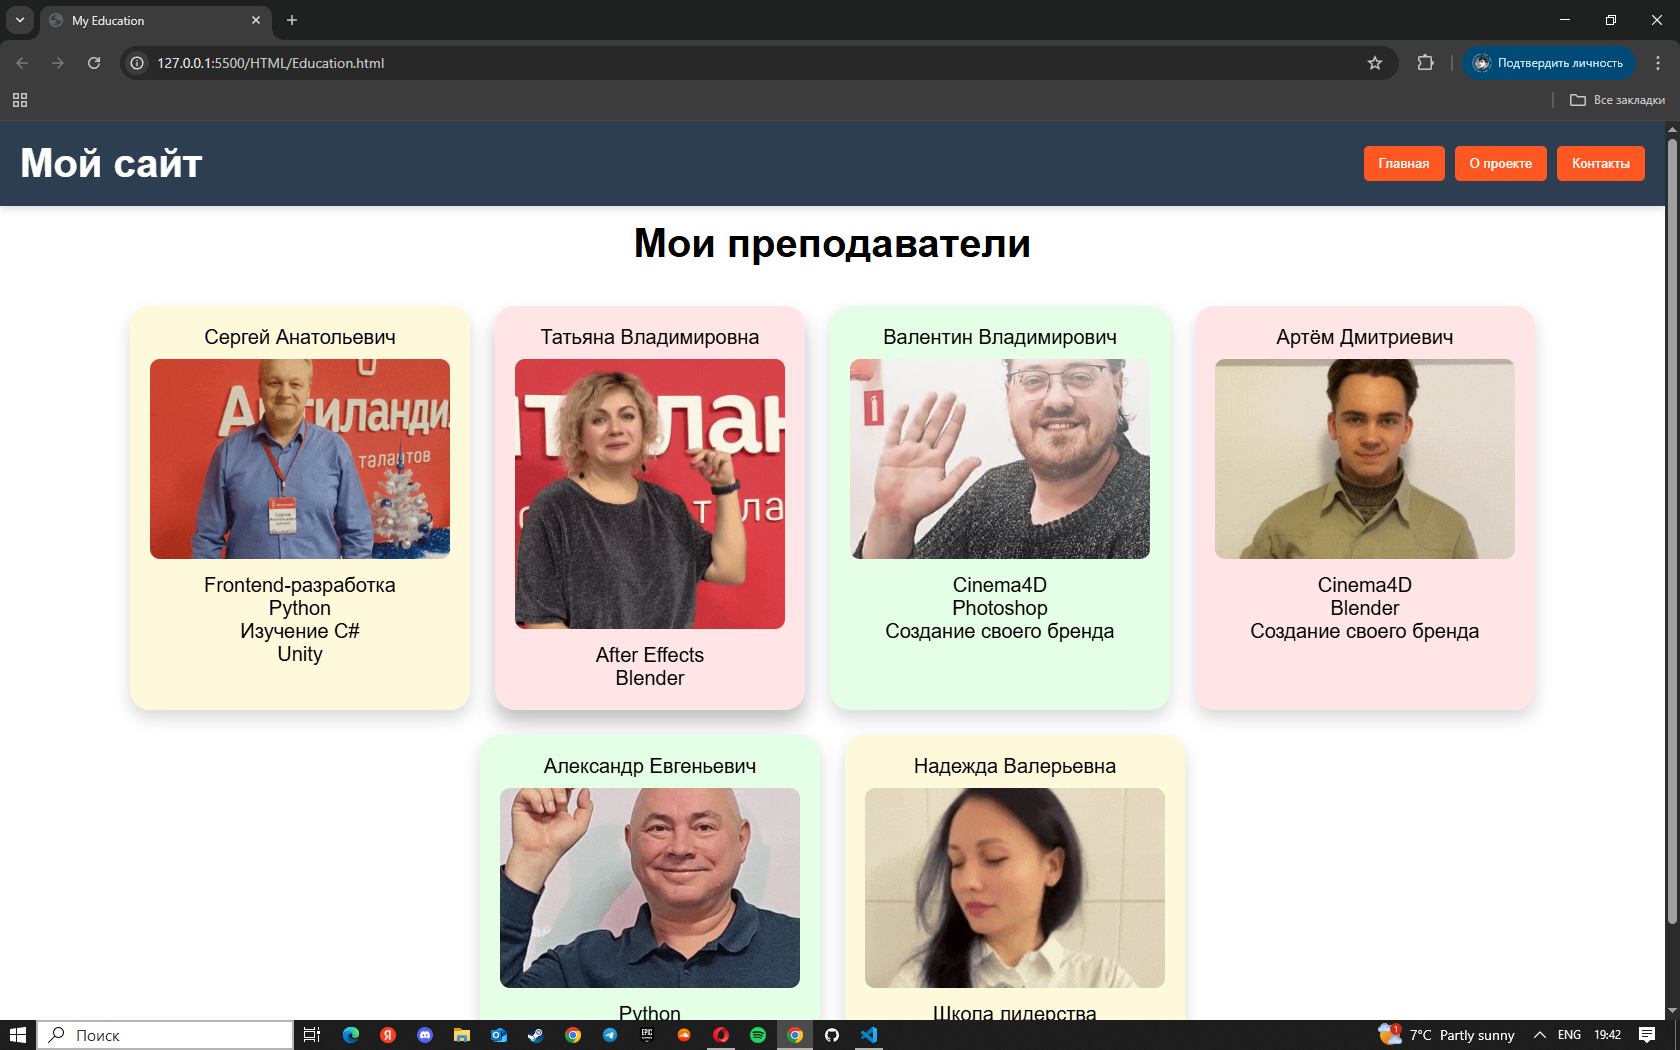 My Education
127.0.0.1:5500/HTML/Education.html
Подтвердить личность
Все закладки
Мой сайт
Главная
О проекте
Контакты
Мои преподаватели
Сергей Анатольевич
талантов
Frontend-разработка
Python
Изучение C#
Unity
Татьяна Владимировна
After Effects
Blender
Валентин Владимирович
Cinema4D
Photoshop
Создание своего бренда
Артём Дмитриевич
Cinema4D
Blender
Создание своего бренда
Александр Евгеньевич
Python
Надежда Валерьевна
Школа лидерства
Поиск
EPIC
1
7°C Partly sunny
ENG
19:42